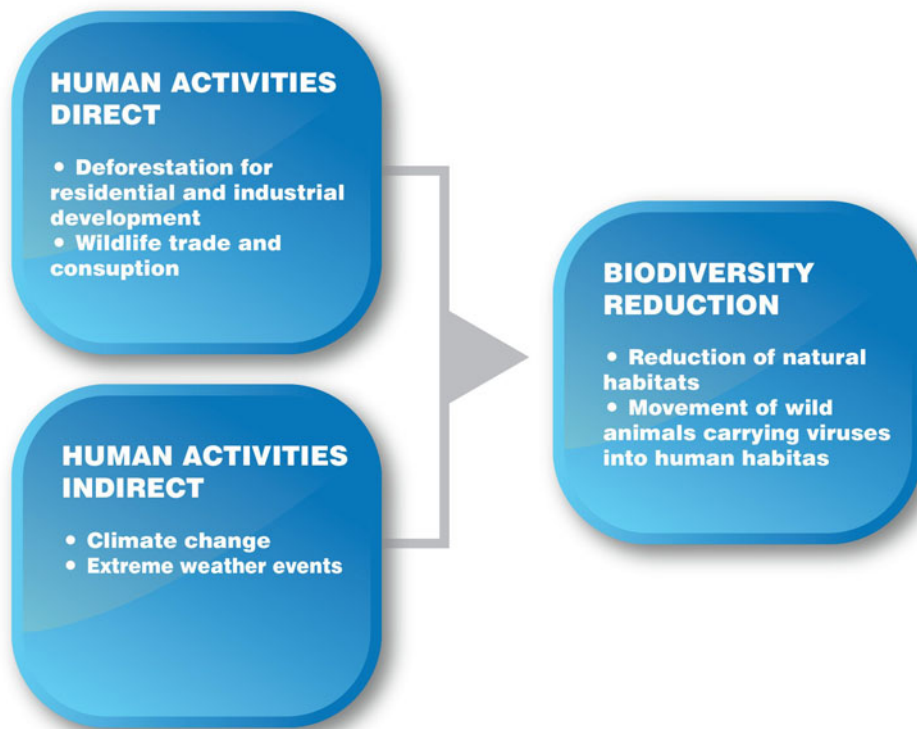 HUMAN ACTIVITIES
DIRECT
• Deforestation for
residential and industrial
development
• Wildlife trade and
consuption
HUMAN ACTIVITIES
INDIRECT
• Climate change
• Extreme weather events
BIODIVERSITY
REDUCTION
• Reduction of natural
habitats
• Movement of wild
animals carrying viruses
into human habitas